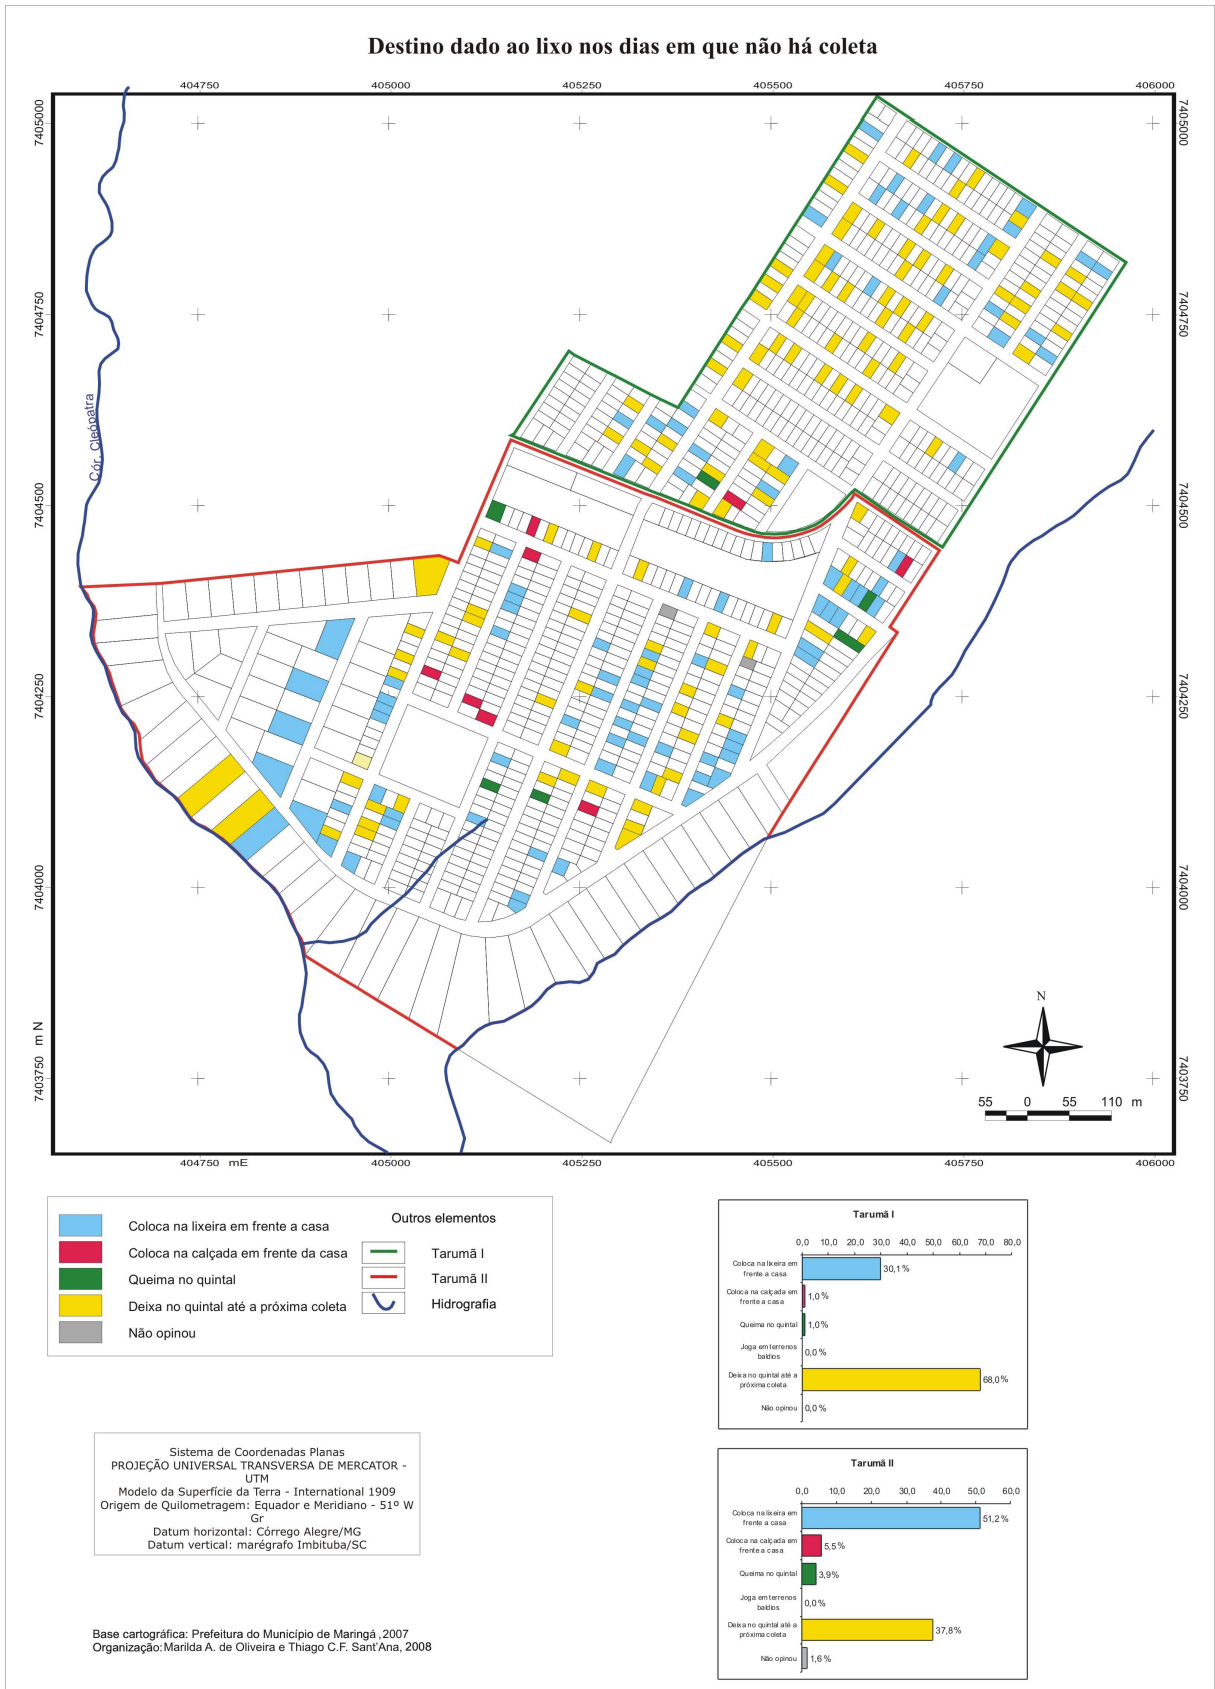 Destino dado ao lixo nos dias em que não há coleta
404750 405000 405250 405500 405750 406000
7405000
7404750
7404500
7404250
7404000
7403750 m N
7405000
7404750
7404500
7404250
7404000
7403750
Cór. Cleópatra
N
55 0 55 110 m
404750 mE 405000 405250 405500 405750 406000
Coloca na lixeira em frente a casa
Coloca na calçada em frente da casa
Queima no quintal
Deixa no quintal até a próxima coleta
Não opinou
Outros elementos
Tarumã I
Tarumã II
Hidrografia
Sistema de Coordenadas Planas
PROJEÇÃO UNIVERSAL TRANSVERSA DE MERCATOR -
UTM
Modelo da Superfície da Terra - International 1909
Origem de Quilometragem: Equador e Meridiano - 51º W
Gr
Datum horizontal: Córrego Alegre/MG
Datum vertical: marégrafo Imbituba/SC
Base cartográfica: Prefeitura do Município de Maringá ,2007
Organização: Marilda A. de Oliveira e Thiago C.F. Sant'Ana, 2008
Tarumã I
0,0 10,0 20,0 30,0 40,0 50,0 60,0 70,0 80,0
Coloca na lixeira em
frente a casa
30,1%
Coloca na calçada em
frente a casa
1,0%
Queima no quintal
1,0%
Joga em terrenos
baldios
0,0%
Deixa no quintal até a
próxima coleta
68,0%
Não opinou
0,0%
Tarumã II
0,0 10,0 20,0 30,0 40,0 50,0 60,0
Coloca na lixeira em
frente a casa
51,2%
Coloca na calçada em
frente a casa
5,5%
Queima no quintal
3,9%
Joga em terrenos
baldios
0,0%
Deixa no quintal até a
próxima coleta
37,8%
Não opinou
1,6%